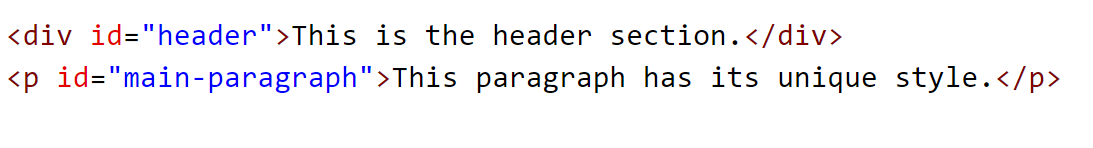 <div id="header">This is the header section.</div>
<p id="main-paragraph">This paragraph has its unique style.</p>